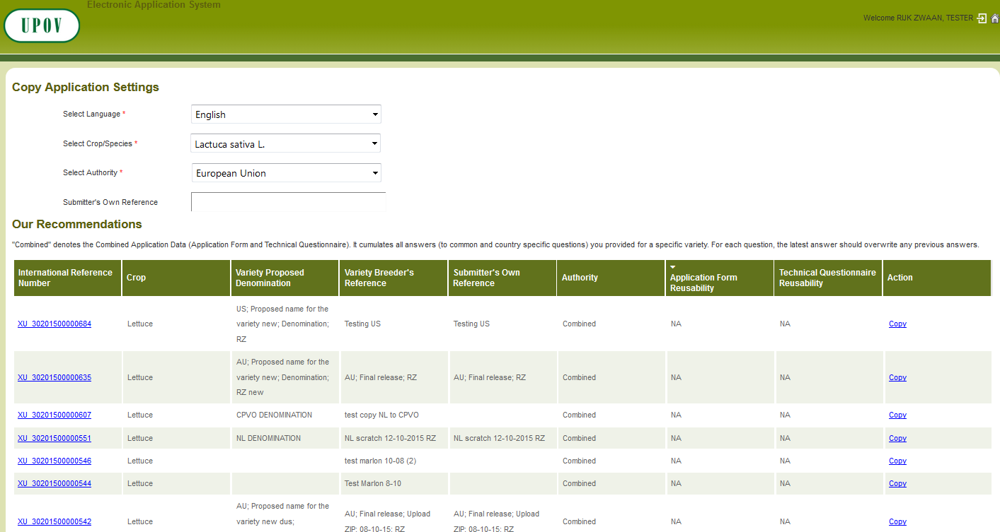 Electronic Application System
UPOV
Welcome RIJK ZWAAN, TESTER
Copy Application Settings
Select Language *
English
Select Crop/Species *
Lactuca sativa L.
Select Authority *
European Union
Submitter's Own Reference
Our Recommendations
"Combined" denotes the Combined Application Data (Application Form and Technical Questionnaire). It cumulates all answers (to common and country specific questions) you provided for a specific variety. For each question, the latest answer should overwrite any previous answers.
International Reference
Number
Crop
Variety Proposed
Denomination
Variety Breeder's
Reference
Submitter's Own
Reference
Authority
Application Form
Reusability
Technical Questionnaire
Reusability
Action
XU_30201500000684
Lettuce
US; Proposed name for the
variety new; Denomination;
RZ
Testing US
Testing US
Combined
NA
NA
Copy
XU_30201500000635
Lettuce
AU; Proposed name for the
variety new; Denomination;
RZ new
AU; Final release; RZ
AU; Final release; RZ
Combined
NA
NA
Copy
XU_30201500000607
Lettuce
CPVO DENOMINATION
test copy NL to CPVO
Combined
NA
NA
Copy
XU_30201500000551
Lettuce
NL DENOMINATION
NL scratch 12-10-2015 RZ
NL scratch 12-10-2015 RZ
Combined
NA
NA
Copy
XU_30201500000546
Lettuce
test marlon 10-08 (2)
Combined
NA
NA
Copy
XU_30201500000544
Lettuce
Test Marlon 8-10
Combined
NA
NA
Copy
XU_30201500000542
Lettuce
AU; Proposed name for the
variety new dus;
AU; Final release; Upload
ZIP; 08-10-15; RZ
AU; Final release; Upload
ZIP; 08-10-15; RZ
Combined
NA
NA
Copy